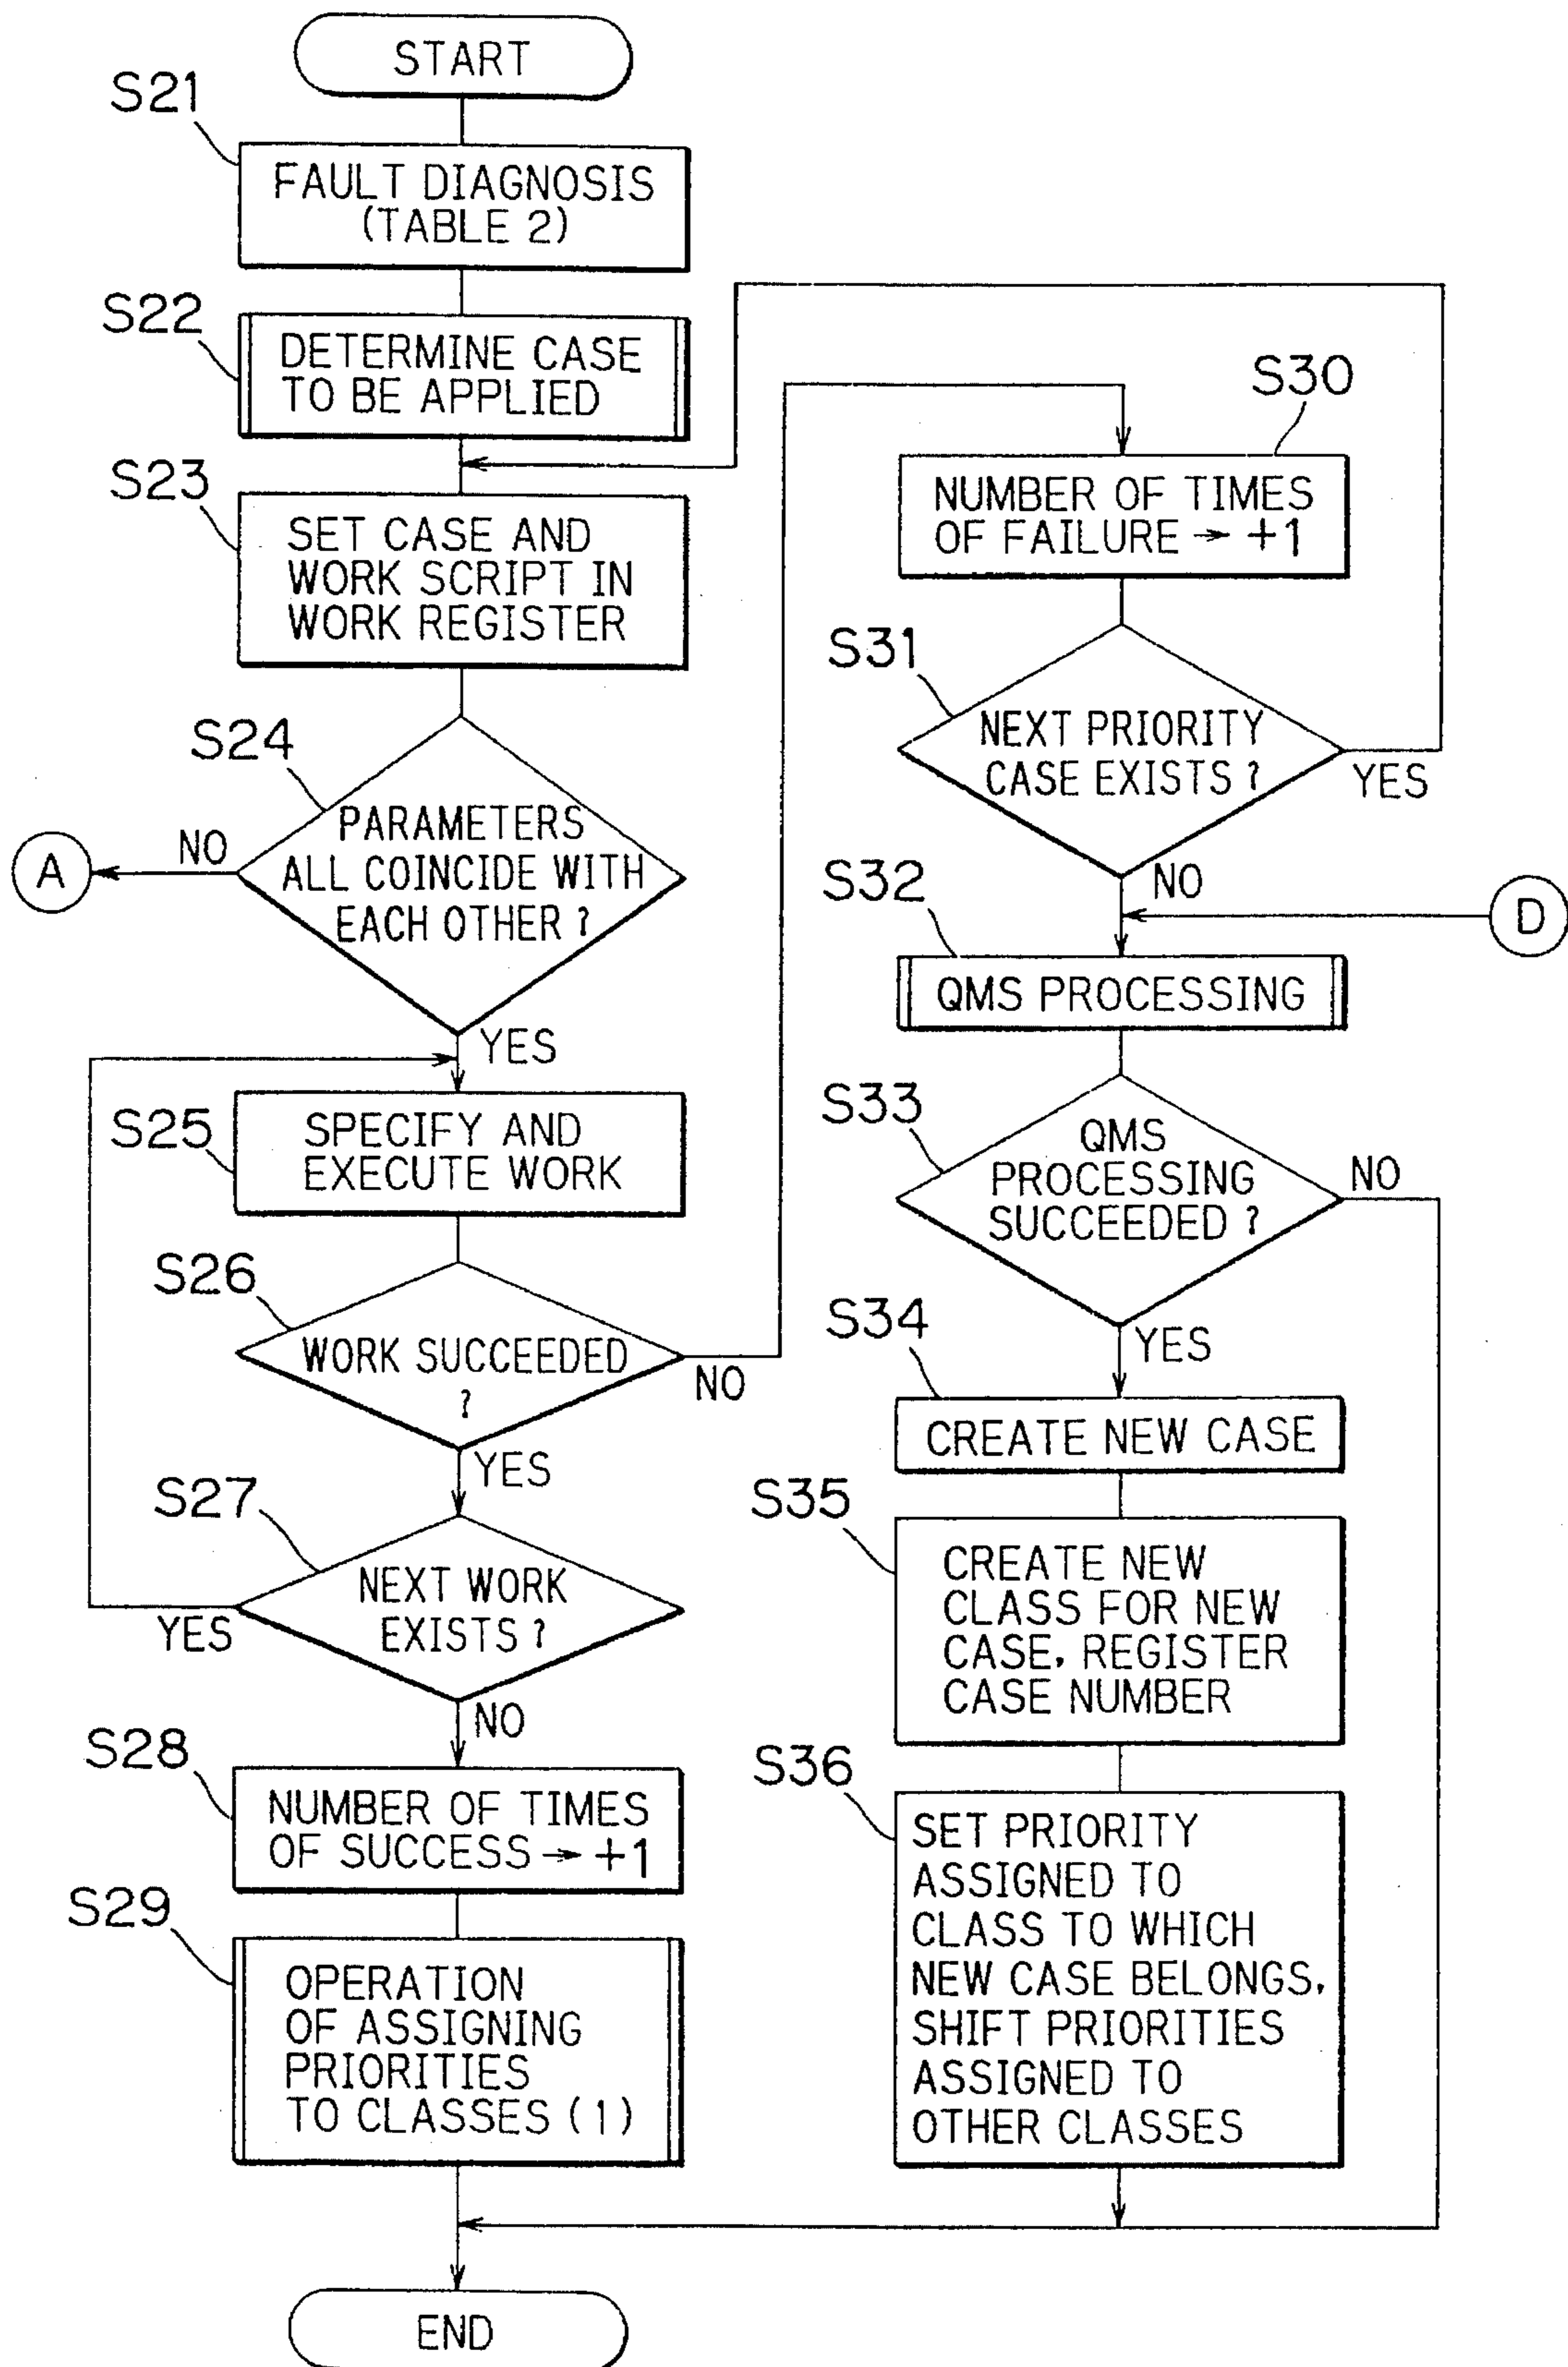 START
S21
FAULT DIAGNOSIS
(TABLE 2)
S22
DETERMINE CASE
TO BE APPLIED
S23
SET CASE AND
WORK SCRIPT IN
WORK REGISTER
S24
PARAMETERS
ALL COINCIDE WITH
EACH OTHER ?
NO
A
YES
S25
SPECIFY AND
EXECUTE WORK
S26
WORK SUCCEEDED
?
NO
YES
S27
NEXT WORK
EXISTS ?
YES
NO
S28
NUMBER OF TIMES
OF SUCCESS → +1
S29
OPERATION
OF ASSIGNING
PRIORITIES
TO CLASSES (1)
END
S30
NUMBER OF TIMES
OF FAILURE → +1
S31
NEXT PRIORITY
CASE EXISTS ?
YES
NO
D
S32
QMS PROCESSING
S33
QMS
PROCESSING
SUCCEEDED ?
NO
YES
S34
CREATE NEW CASE
S35
CREATE NEW
CLASS FOR NEW
CASE, REGISTER
CASE NUMBER
S36
SET PRIORITY
ASSIGNED TO
CLASS TO WHICH
NEW CASE BELONGS,
SHIFT PRIORITIES
ASSIGNED TO
OTHER CLASSES